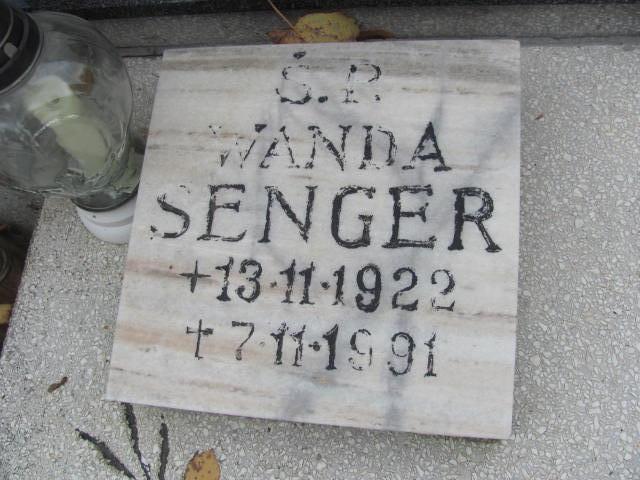 Ś.P.
WANDA
SENGER
+13·11·1922
†7·11·1991